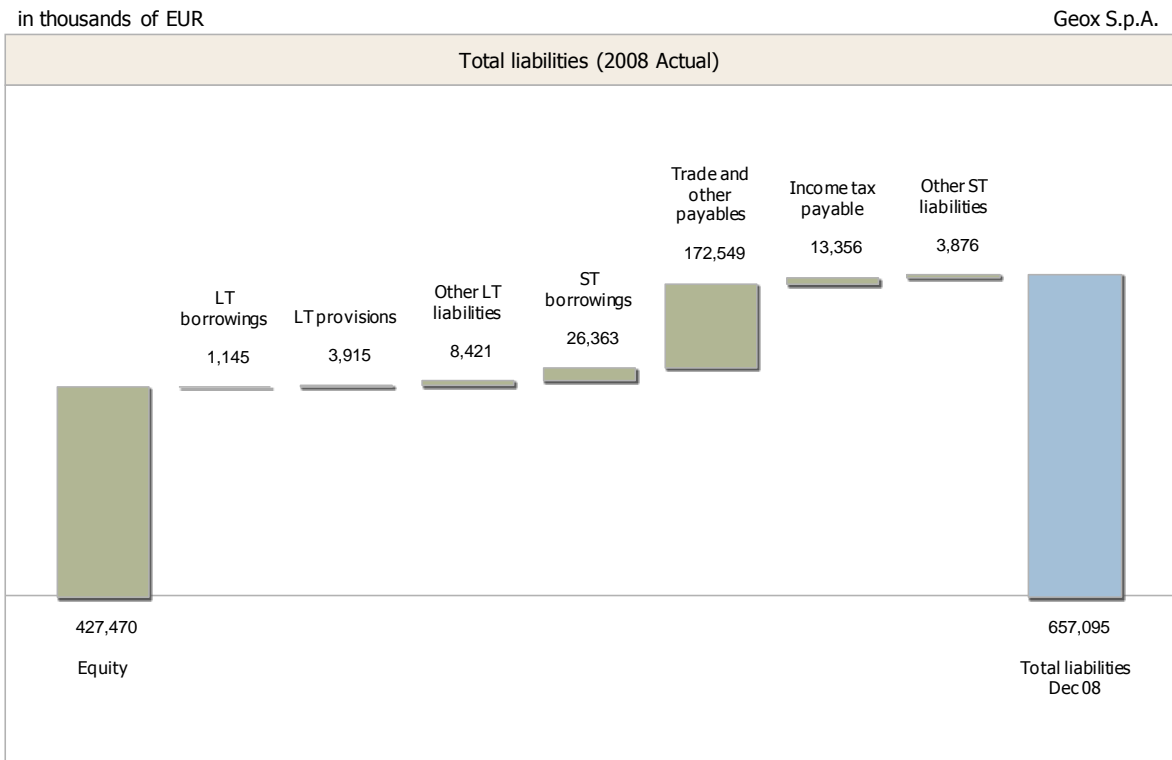 in thousands of EUR
Geox S.p.A.
Total liabilities (2008 Actual)
LT
borrowings
1,145
LT provisions
3,915
Other LT
liabilities
8,421
ST
borrowings
26,363
Trade and
other
payables
172,549
Income tax
payable
13,356
Other ST
liabilities
3,876
427,470
Equity
657,095
Total liabilities
Dec 08